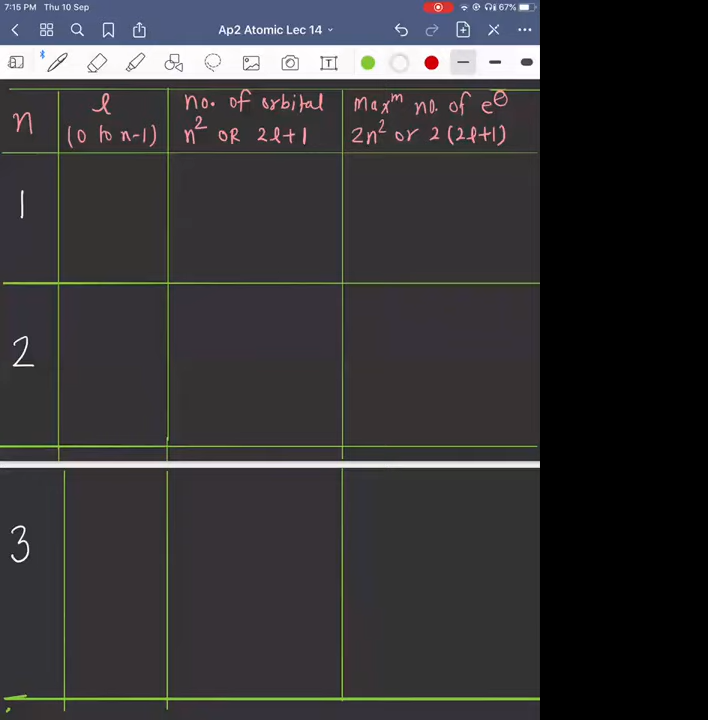 7:15 PM Thu 10 Sep
67%
Ap2 Atomic Lec 14
T
n
l
(0 to n-1)
no. of orbital
n² OR 2l+1
maxᵐ no. of e⊖
2n² or 2(2l+1)
1
2
3